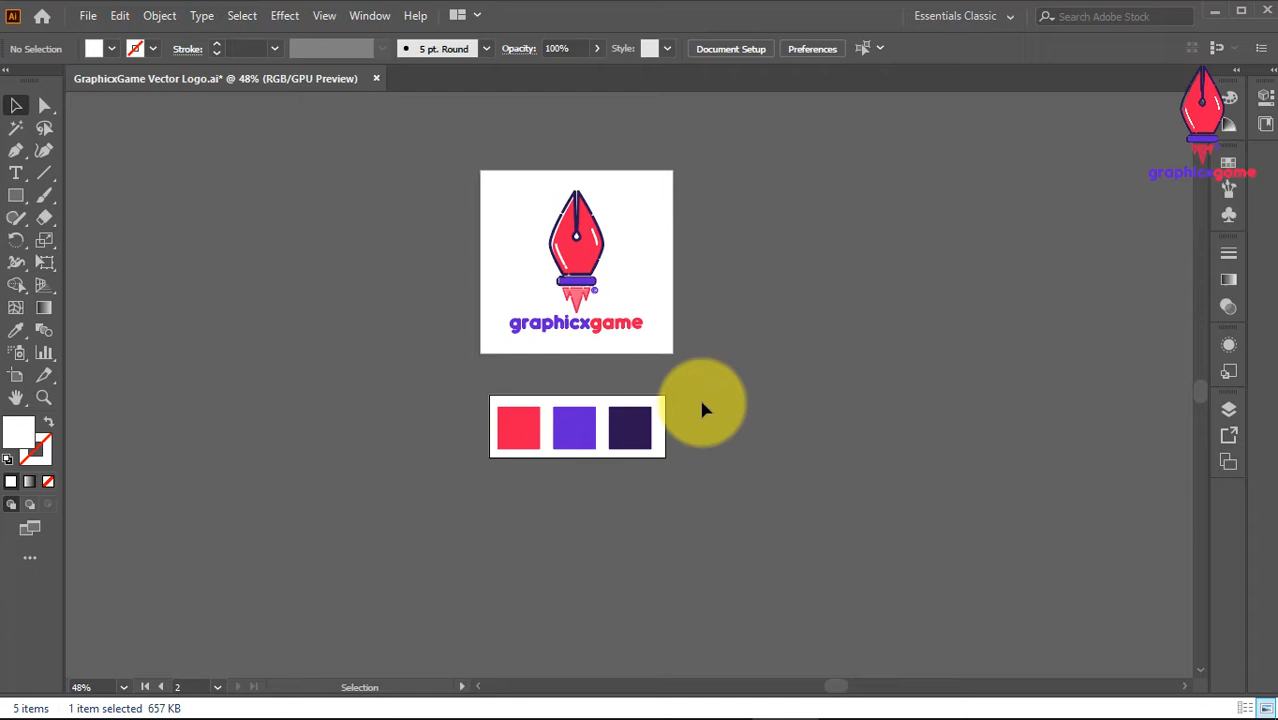 Ai File Edit Object Type Select Effect View Window Help Essentials Classic Search Adobe Stock
No Selection Stroke: 5 pt. Round Opacity: 100% Style: Document Setup Preferences
GraphicxGame Vector Logo.ai* @ 48% (RGB/GPU Preview)
graphicxgame
graphicxgame
48% 2 Selection
5 items 1 item selected 657 KB